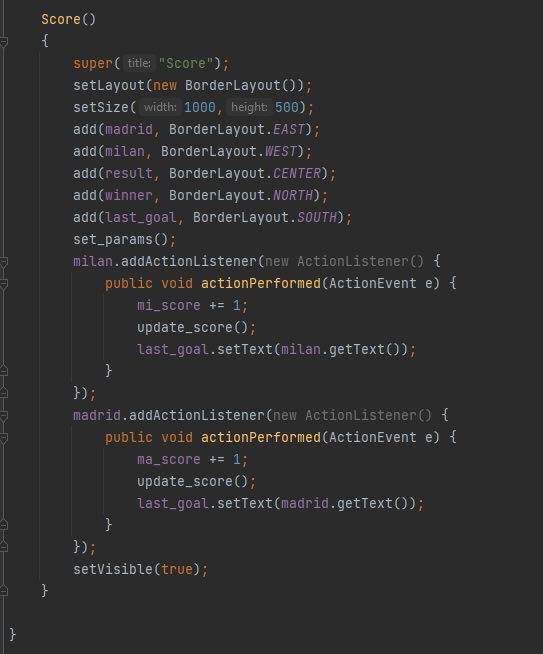 Score()
{
super( title: "Score");
setLayout(new BorderLayout());
setSize( width: 1000, height: 500);
add(madrid, BorderLayout.EAST);
add(milan, BorderLayout.WEST);
add(result, BorderLayout.CENTER);
add(winner, BorderLayout.NORTH);
add(last_goal, BorderLayout.SOUTH);
set_params();
milan.addActionListener(new ActionListener() {
public void actionPerformed(ActionEvent e) {
mi_score += 1;
update_score();
last_goal.setText(milan.getText());
}
});
madrid.addActionListener(new ActionListener() {
public void actionPerformed(ActionEvent e) {
ma_score += 1;
update_score();
last_goal.setText(madrid.getText());
}
});
setVisible(true);
}
}